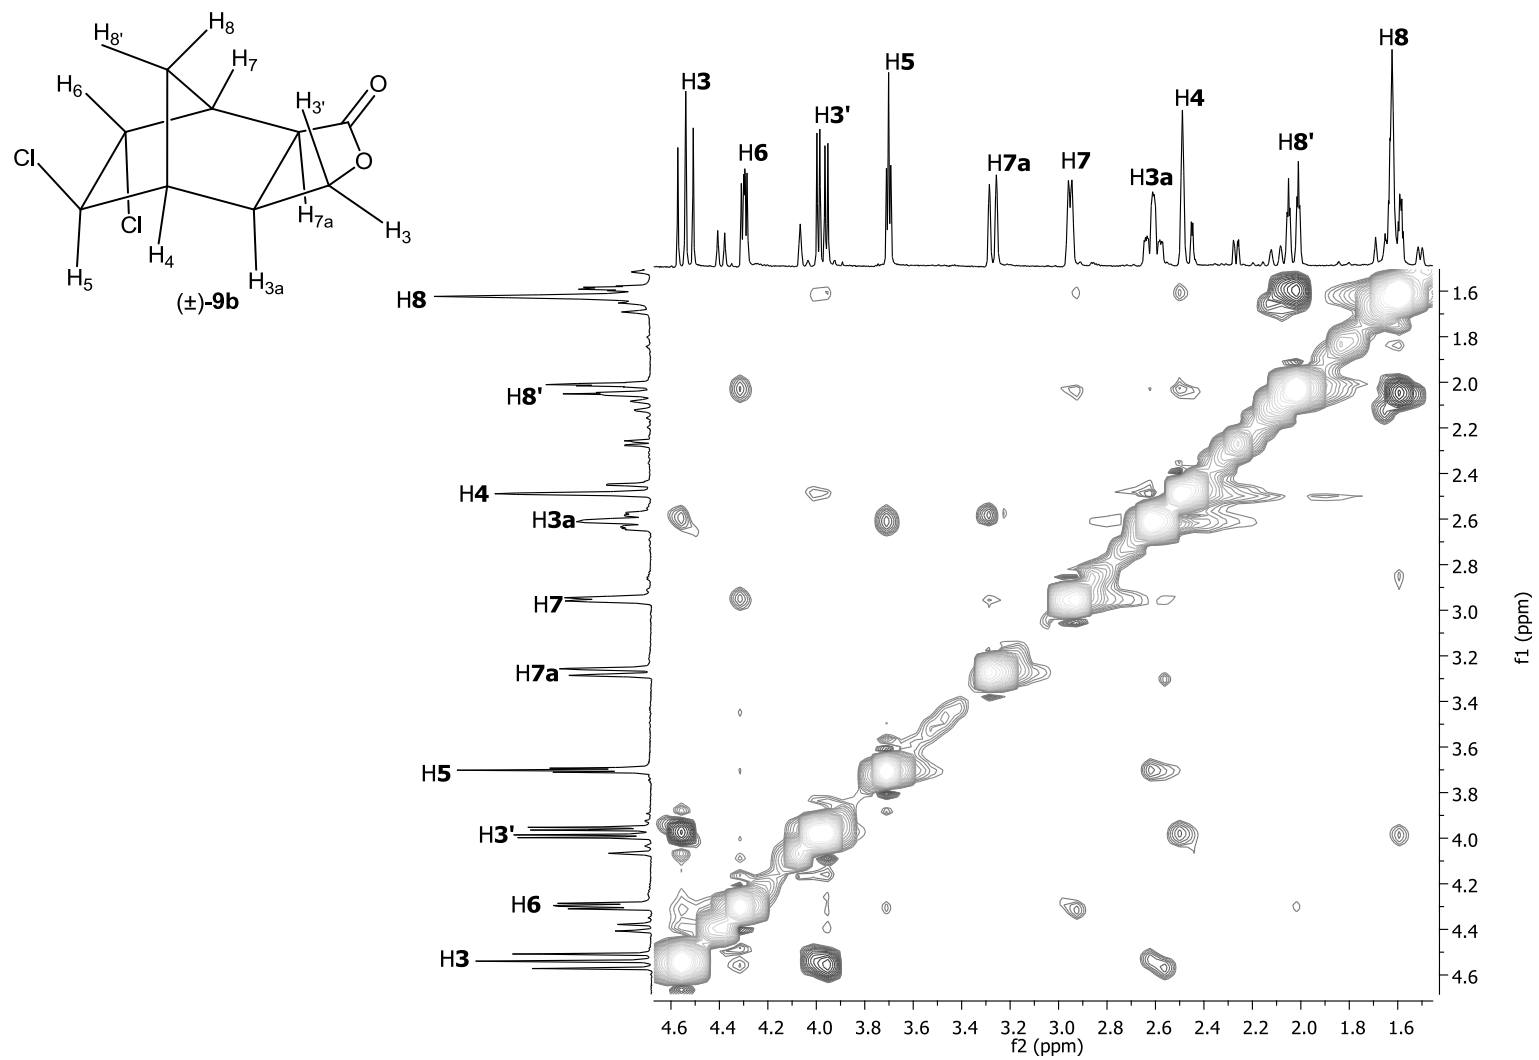 H8'
H8
H7
H6
H3'
O
O
Cl
Cl
H7a
H3
H4
H5
H3a
(±)-9b
H3
H6
H3'
H5
H7a
H7
H3a
H4
H8'
H8
H8
H8'
H4
H3a
H7
H7a
H5
H3'
H6
H3
1.6
1.8
2.0
2.2
2.4
2.6
2.8
3.0
3.2
3.4
3.6
3.8
4.0
4.2
4.4
4.6
f1 (ppm)
4.6 4.4 4.2 4.0 3.8 3.6 3.4 3.2 3.0 2.8 2.6 2.4 2.2 2.0 1.8 1.6
f2 (ppm)